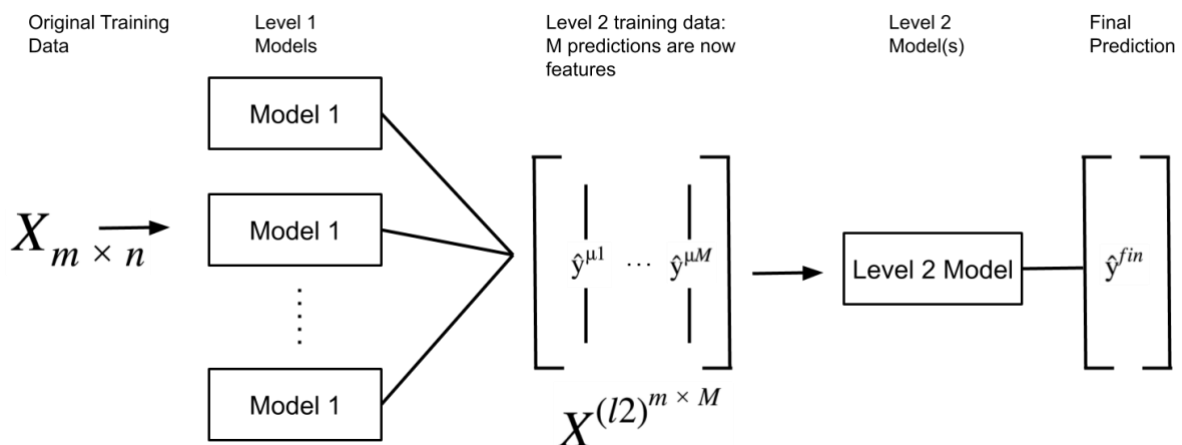 Original Training
Data
Level 1
Models
Level 2 training data:
M predictions are now
features
Level 2
Model(s)
Final
Prediction
Model 1
Model 1
Model 1
X m × n
ŷ^μ1 ... ŷ^μM
X^(l2)^m × M
Level 2 Model
ŷ^fin